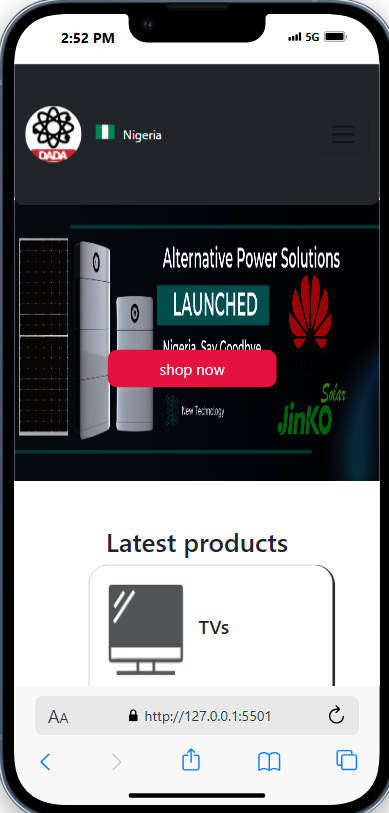 2:52 PM
5G
DADA
Nigeria
Alternative Power Solutions
LAUNCHED
Nigeria, Say Goodbye
shop now
New Technology
Solar
JinKO
Latest products
TVs
AA
http://127.0.0.1:5501